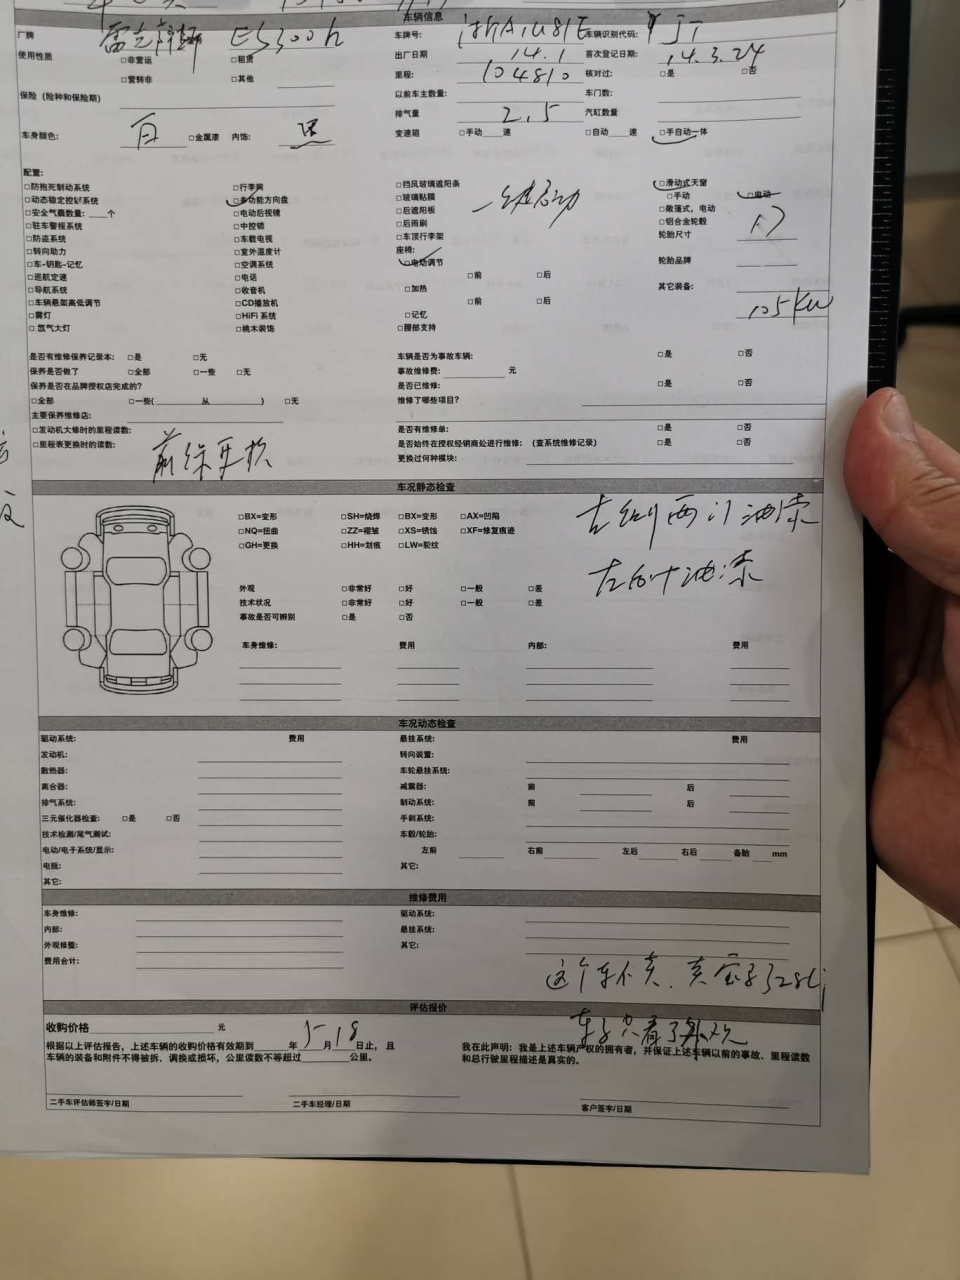 车辆信息
厂牌 雷克萨斯 ES300h 车牌号: 浙A1U81E 车辆识别代码:
使用性质 □非营运 □租赁 出厂日期 14.1 首次登记日期: 14.3.24
□营转非 □其他 里程: 104810 核对过: □是 □否
保险（险种和保险期） 以前车主数量: 车门数:
排气量 2.5 汽缸数量
车身颜色: 白 □金属漆 内饰: 黑 变速箱 □手动 速 □自动 速 □手自动一体
配置:
□防抱死制动系统 □行李网 □挡风玻璃遮阳条 □滑动式天窗
□动态稳定控制系统 □多功能方向盘 □玻璃贴膜 □手动 □电动
□安全气囊数量: 个 □电动后视镜 □后遮阳板 □敞篷式，电动
□驻车警报系统 □中控锁 □后雨刷 □铝合金轮毂
□防盗系统 □车载电视 □车顶行李架 轮胎尺寸 17
□转向助力 □室外温度计 座椅:
□车-钥匙-记忆 □空调系统 □电动调节 轮胎品牌
□巡航定速 □电话 □前 □后
□导航系统 □收音机 □加热 其它装备:
□车辆悬架高低调节 □CD播放机 □前 □后 105kw
□雾灯 □HiFi 系统 □记忆
□氙气大灯 □桃木装饰 □腰部支持
一键启动
是否有维修保养记录本: □是 □无 车辆是否为事故车辆: □是 □否
保养是否做了 □全部 □一些 □无 事故维修费: 元
保养是否在品牌授权店完成的? 是否已维修: □是 □否
□全部 □一些( 从 ) □无 维修了哪些项目?
主要保养维修店:
□发动机大修时的里程读数: 是否有维修单: □是 □否
□里程表更换时的读数: 是否始终在授权经销商处进行维修: （查系统维修记录） □是 □否
更换过何种模块:
车况静态检查
□BX=变形 □SH=烧焊 □BX=变形 □AX=凹陷
□NQ=扭曲 □ZZ=褶皱 □XS=锈蚀 □XF=修复痕迹
□GH=更换 □HH=划痕 □LW=裂纹
左侧两门油漆
左后叶油漆
外观 □非常好 □好 □一般 □差
技术状况 □非常好 □好 □一般 □差
事故是否可辨别 □是 □否
车身维修: 费用 内部: 费用
车况动态检查
驱动系统: 费用 悬挂系统: 费用
发动机: 转向装置:
散热器: 车轮悬挂系统:
离合器: 减震器: 前 后
排气系统: 制动系统: 前 后
三元催化器检查: □是 □否 手刹系统:
技术检测/尾气测试: 车毂/轮胎:
电动/电子系统/显示: 左前 右前 左后 右后 备胎 mm
电瓶: 其它:
其它:
维修费用
车身维修: 驱动系统:
内部: 悬挂系统:
外观修整: 其它:
费用合计:
这个车不卖
评估报价
收购价格 元
车子只看了
根据以上评估报告，上述车辆的收购价格有效期到 年 5 月 18 日止，且
车辆的装备和附件不得被拆、调换或损坏，公里读数不等超过 公里。
我在此声明: 我是上述车辆产权的拥有者，并保证上述车辆以前的事故、里程读数
和总行驶里程描述是真实的。
二手车评估师签字/日期 二手车经理/日期 客户签字/日期